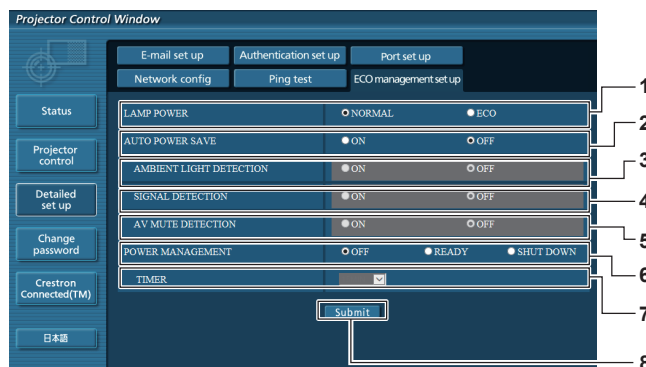 Projector Control Window
E-mail set up Authentication set up Port set up
Network config Ping test ECO management set up
Status
Projector control
Detailed set up
Change password
Crestron Connected(TM)
日本語
LAMP POWER NORMAL ECO 1
AUTO POWER SAVE ON OFF 2
AMBIENT LIGHT DETECTION ON OFF 3
SIGNAL DETECTION ON OFF 4
AV MUTE DETECTION ON OFF 5
POWER MANAGEMENT OFF READY SHUT DOWN 6
TIMER 7
Submit 8